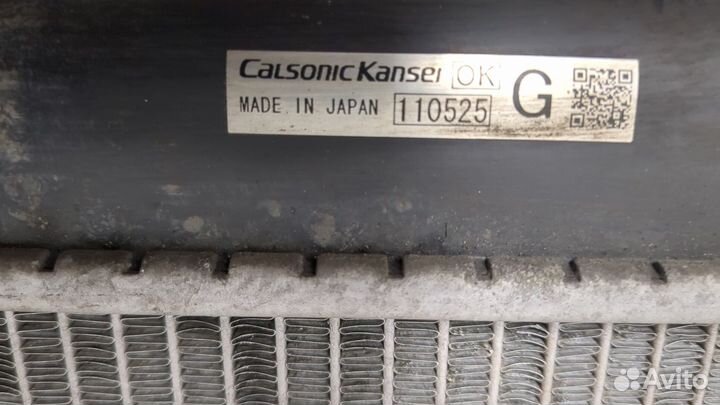 CalsonicKansei OK G
MADE IN JAPAN 110525
Avito